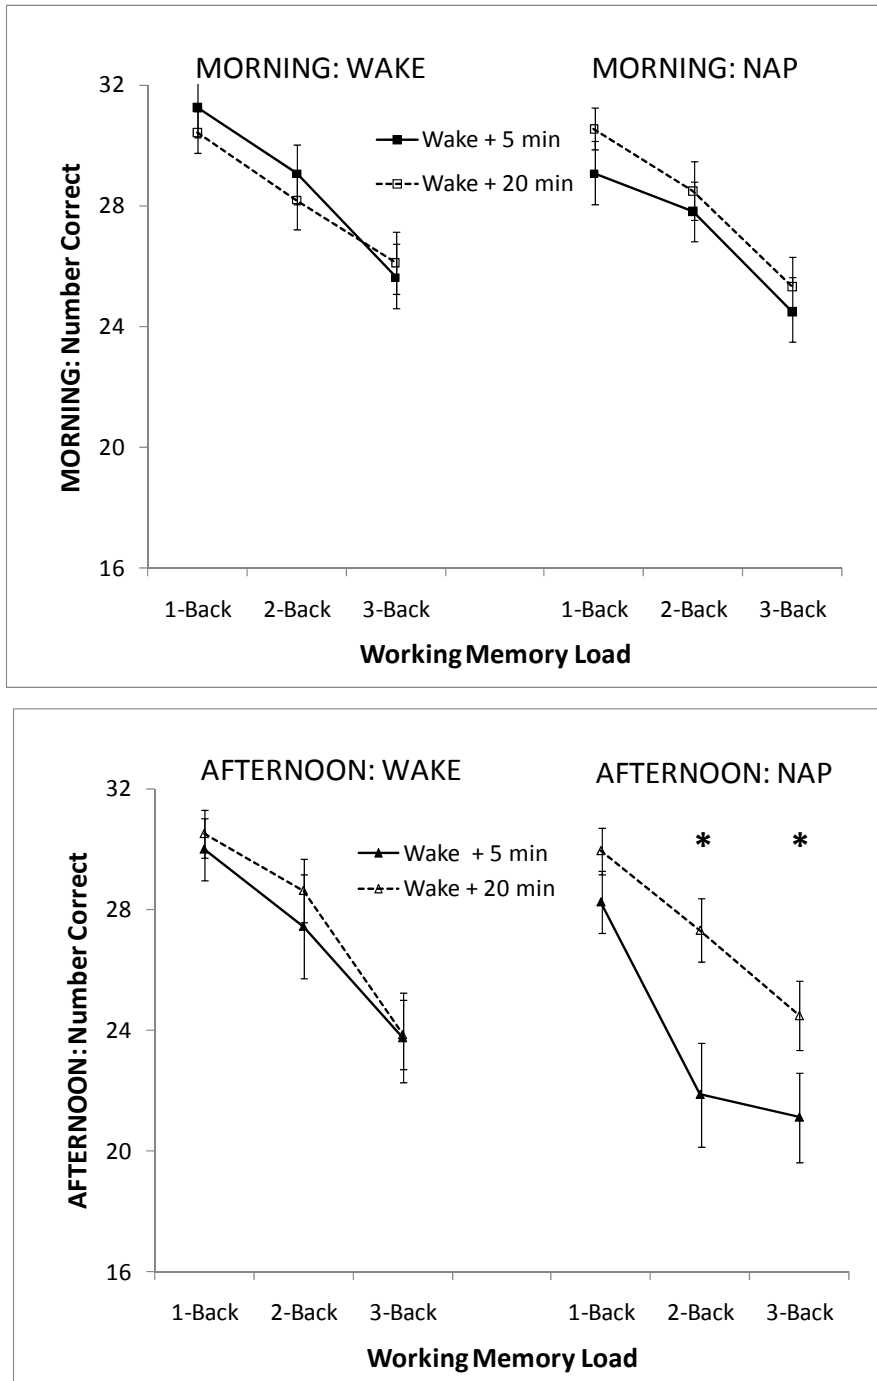 MORNING: WAKE MORNING: NAP
32
Wake + 5 min
Wake + 20 min
28
24
20
16
MORNING: Number Correct
1-Back 2-Back 3-Back 1-Back 2-Back 3-Back
Working Memory Load
AFTERNOON: WAKE AFTERNOON: NAP
32
* *
Wake + 5 min
Wake + 20 min
28
24
20
16
AFTERNOON: Number Correct
1-Back 2-Back 3-Back 1-Back 2-Back 3-Back
Working Memory Load